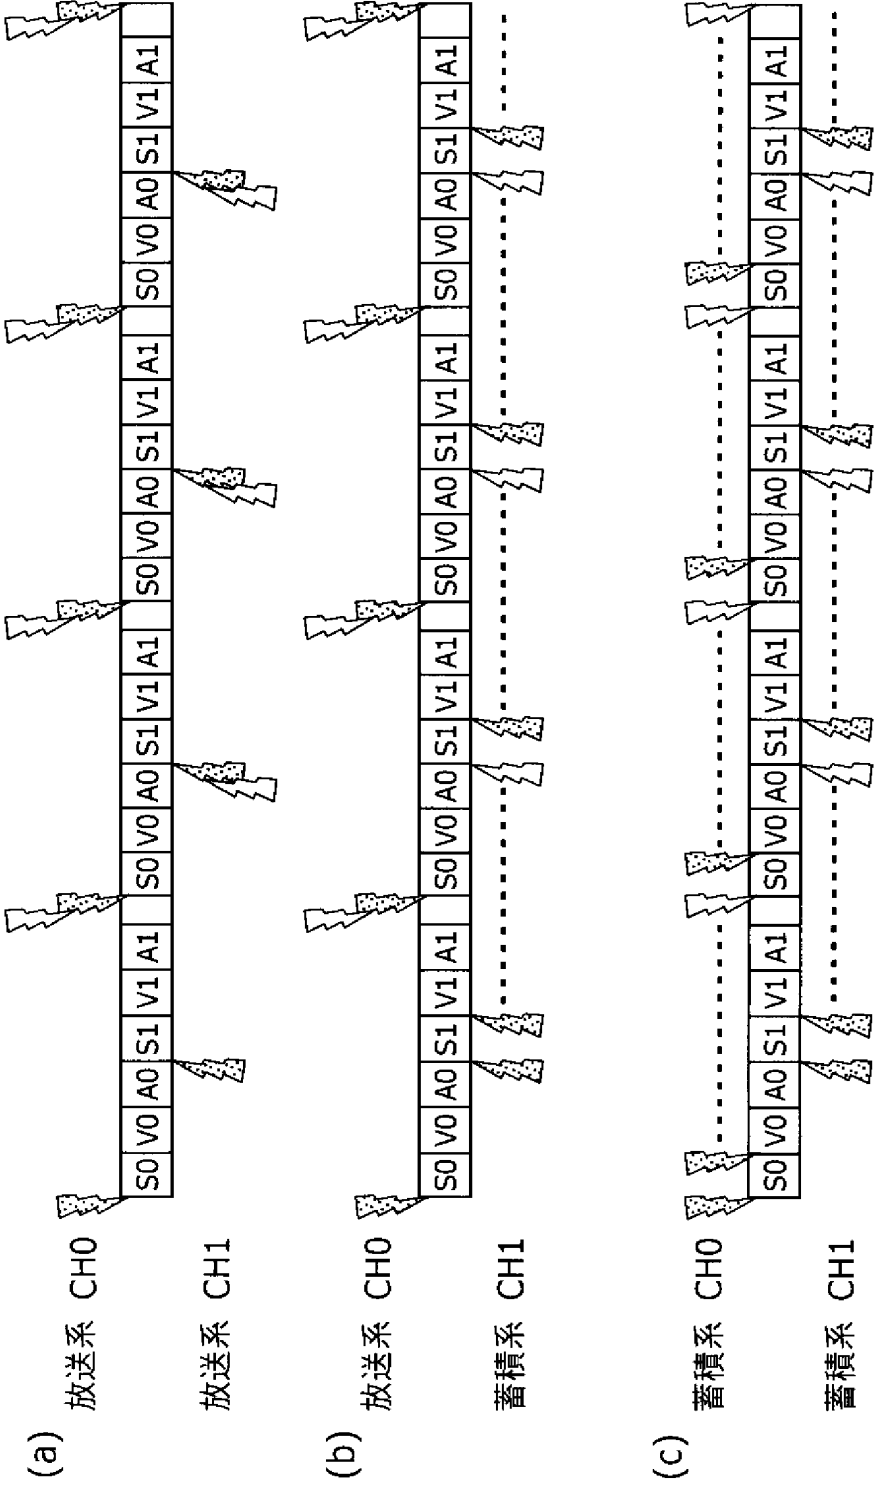 (a)
放送系 CH0
S0 V0 A0 S1 V1 A1 S0 V0 A0 S1 V1 A1 S0 V0 A0 S1 V1 A1 S0 V0 A0 S1 V1 A1
放送系 CH1
(b)
放送系 CH0
S0 V0 A0 S1 V1 A1 S0 V0 A0 S1 V1 A1 S0 V0 A0 S1 V1 A1 S0 V0 A0 S1 V1 A1
蓄積系 CH1
(c)
蓄積系 CH0
S0 V0 A0 S1 V1 A1 S0 V0 A0 S1 V1 A1 S0 V0 A0 S1 V1 A1 S0 V0 A0 S1 V1 A1
蓄積系 CH1